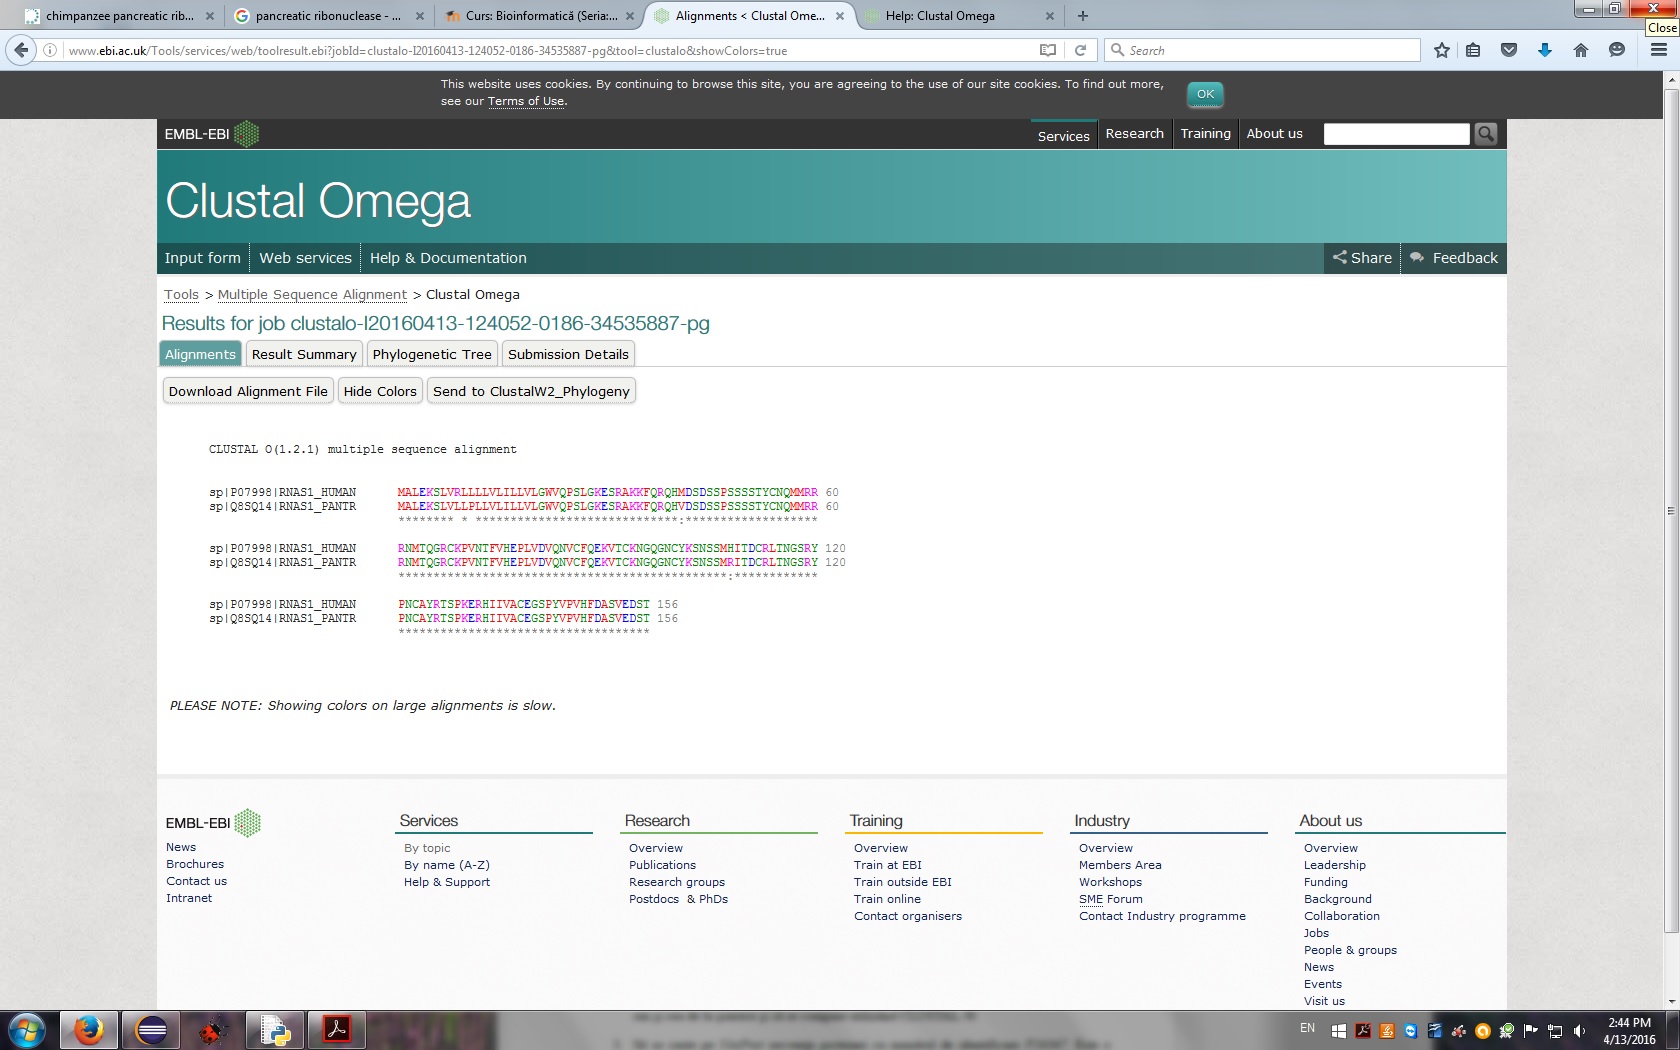 chimpanzee pancreatic rib...
pancreatic ribonuclease - ...
Curs: Bioinformatică (Seria:...
Alignments < Clustal Ome...
Help: Clustal Omega
Close
www.ebi.ac.uk/Tools/services/web/toolresult.ebi?jobId=clustalo-I20160413-124052-0186-34535887-pg&tool=clustalo&showColors=true
Search
This website uses cookies. By continuing to browse this site, you are agreeing to the use of our site cookies. To find out more,
see our Terms of Use.
OK
EMBL-EBI
Services Research Training About us
Clustal Omega
Input form Web services Help & Documentation
Share Feedback
Tools > Multiple Sequence Alignment > Clustal Omega
Results for job clustalo-I20160413-124052-0186-34535887-pg
Alignments Result Summary Phylogenetic Tree Submission Details
Download Alignment File Hide Colors Send to ClustalW2_Phylogeny
CLUSTAL O(1.2.1) multiple sequence alignment
sp|P07998|RNAS1_HUMAN MALEKSLVRLLLLVLILLVLGWVQPSLGKESRAKKFQRQHMDSDSSPSSSSTYCNQMMRR 60
sp|Q8SQ14|RNAS1_PANTR MALEKSLVLLPLLVLILLVLGWVQPSLGKESRAKKFQRQHVDSDSSPSSSSTYCNQMMRR 60
******** * *****************************:*******************
sp|P07998|RNAS1_HUMAN RNMTQGRCKPVNTFVHEPLVDVQNVCFQEKVTCKNGQGNCYKSNSSMHITDCRLTNGSRY 120
sp|Q8SQ14|RNAS1_PANTR RNMTQGRCKPVNTFVHEPLVDVQNVCFQEKVTCKNGQGNCYKSNSSMRITDCRLTNGSRY 120
***********************************************:************
sp|P07998|RNAS1_HUMAN PNCAYRTSPKERHIIVACEGSPYVPVHFDASVEDST 156
sp|Q8SQ14|RNAS1_PANTR PNCAYRTSPKERHIIVACEGSPYVPVHFDASVEDST 156
************************************
PLEASE NOTE: Showing colors on large alignments is slow.
EMBL-EBI
News
Brochures
Contact us
Intranet
Services
By topic
By name (A-Z)
Help & Support
Research
Overview
Publications
Research groups
Postdocs & PhDs
Training
Overview
Train at EBI
Train outside EBI
Train online
Contact organisers
Industry
Overview
Members Area
Workshops
SME Forum
Contact Industry programme
About us
Overview
Leadership
Funding
Background
Collaboration
Jobs
People & groups
News
Events
Visit us
EN
2:44 PM
4/13/2016